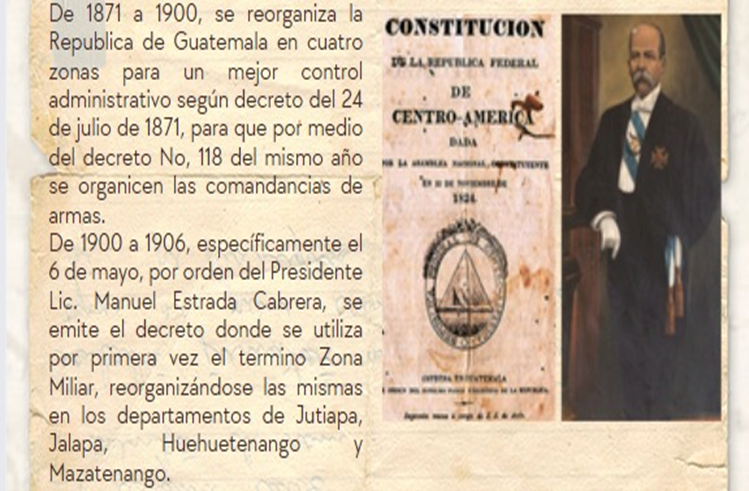 De 1871 a 1900, se reorganiza la
Republica de Guatemala en cuatro
zonas para un mejor control
administrativo según decreto del 24
de julio de 1871, para que por medio
del decreto No, 118 del mismo año
se organicen las comandancias de
armas.
De 1900 a 1906, específicamente el
6 de mayo, por orden del Presidente
Lic. Manuel Estrada Cabrera, se
emite el decreto donde se utiliza
por primera vez el termino Zona
Miliar, reorganizándose las mismas
en los departamentos de Jutiapa,
Jalapa, Huehuetenango y
Mazatenango.
CONSTITUCION
DE LA REPUBLICA FEDERAL
DE
CENTRO-AMERICA
DADA
POR LA ASAMBLEA NACIONAL CONSTITUYENTE
EN DE NOVIEMBRE DE
1824.